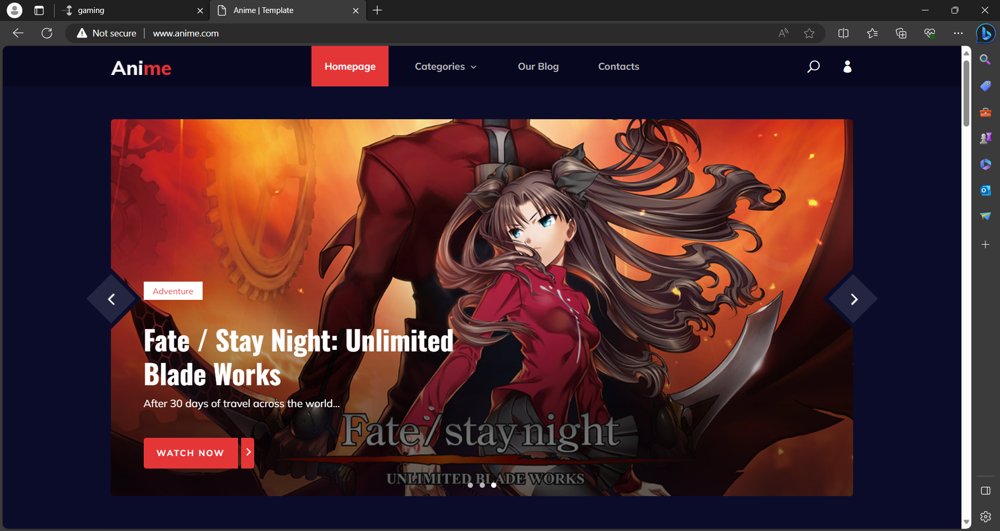 gaming
Anime | Template
Not secure
www.anime.com
Anime
Homepage
Categories
Our Blog
Contacts
Adventure
Fate / Stay Night: Unlimited
Blade Works
After 30 days of travel across the world...
WATCH NOW
Fate/stay night
UNLIMITED BLADE WORKS